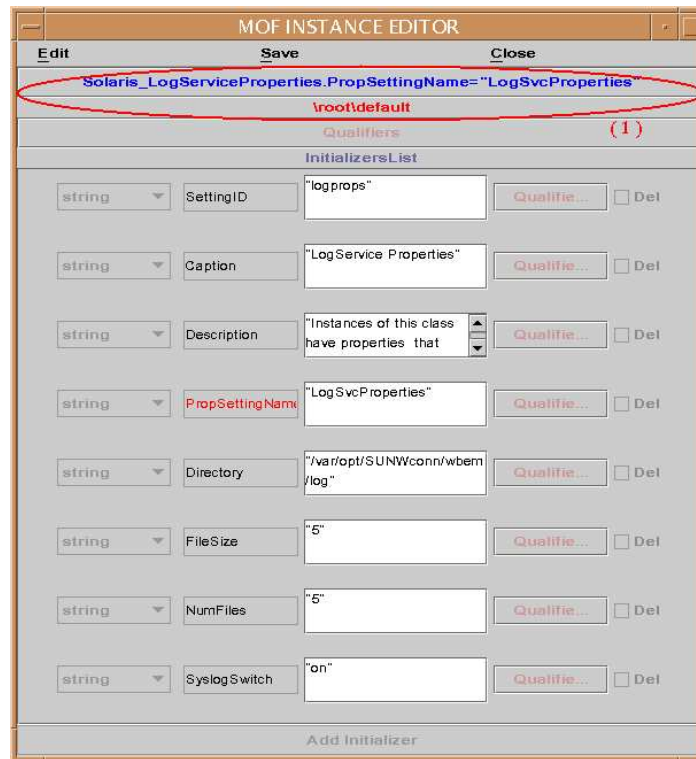 MOF INSTANCE EDITOR
Edit Save Close
Solaris_LogServiceProperties.PropSettingName="LogSvcProperties"
\root\default
Qualifiers (1)
InitializersList
string SettingID "logprops" Qualifie... Del
string Caption "LogService Properties" Qualifie... Del
string Description "Instances of this class
have properties that Qualifie... Del
string PropSettingName "LogSvcProperties" Qualifie... Del
string Directory "/var/opt/SUNWconn/wbem
/log" Qualifie... Del
string FileSize "5" Qualifie... Del
string NumFiles "5" Qualifie... Del
string SyslogSwitch "on" Qualifie... Del
Add Initializer